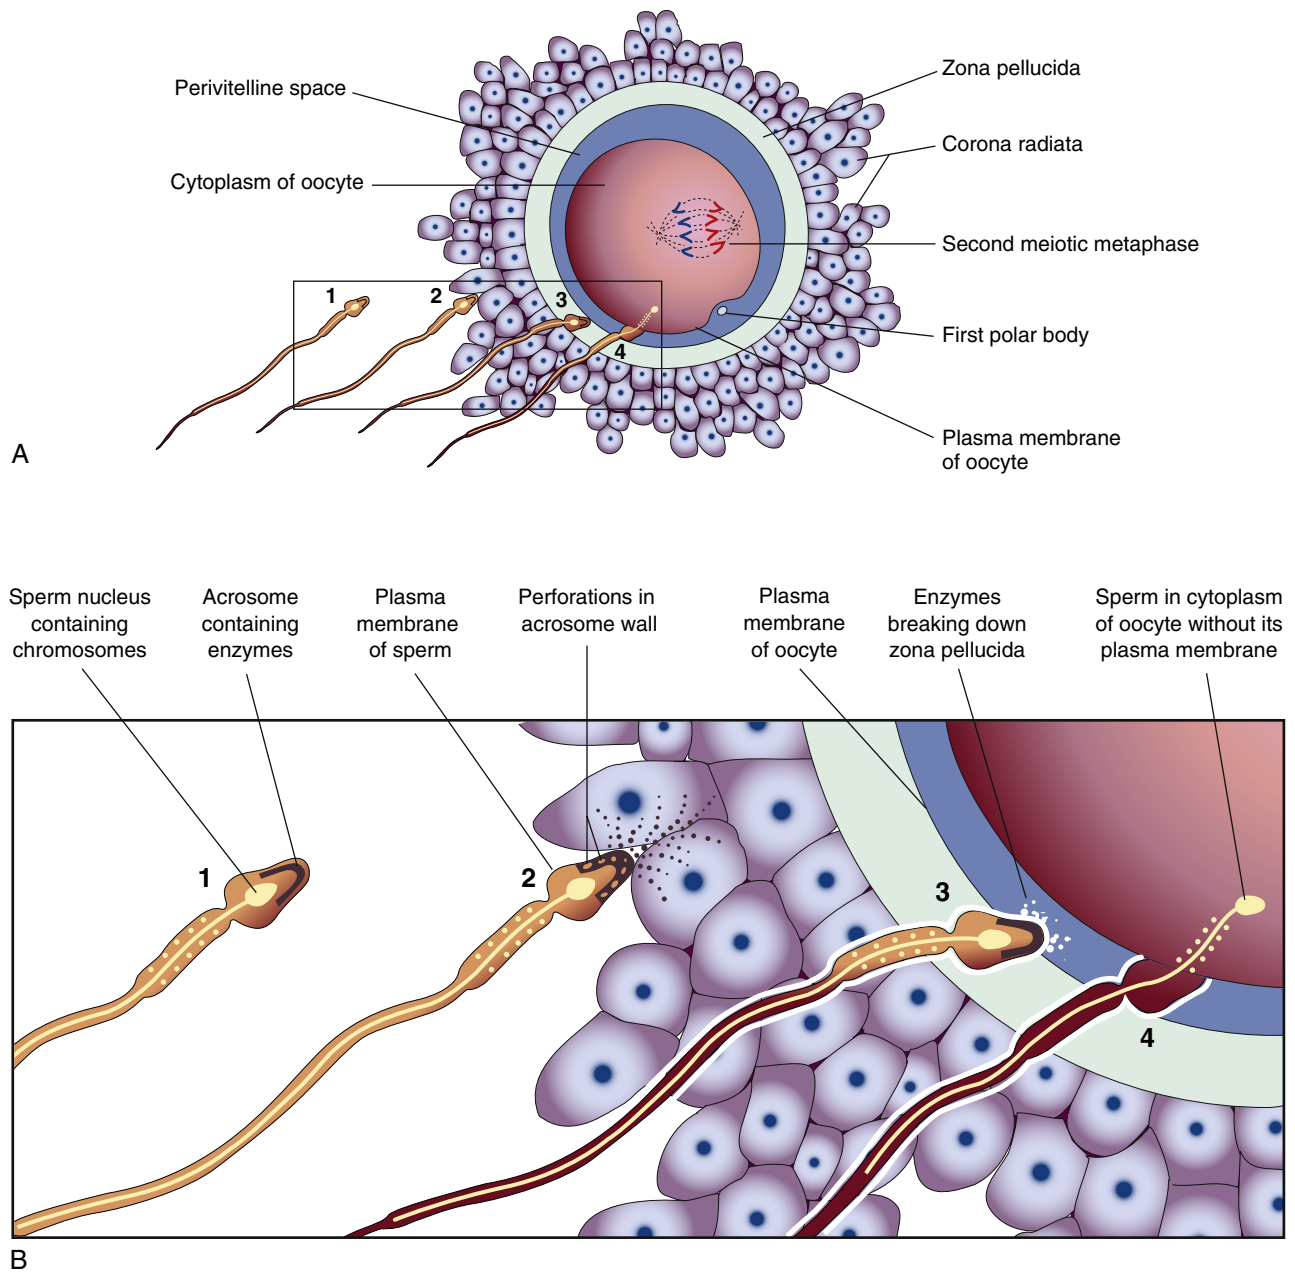 Perivitelline space
Zona pellucida
Corona radiata
Cytoplasm of oocyte
Second meiotic metaphase
1
2
3
4
First polar body
Plasma membrane
of oocyte
A
Sperm nucleus
containing
chromosomes
Acrosome
containing
enzymes
Plasma
membrane
of sperm
Perforations in
acrosome wall
Plasma
membrane
of oocyte
Enzymes
breaking down
zona pellucida
Sperm in cytoplasm
of oocyte without its
plasma membrane
1
2
3
4
B